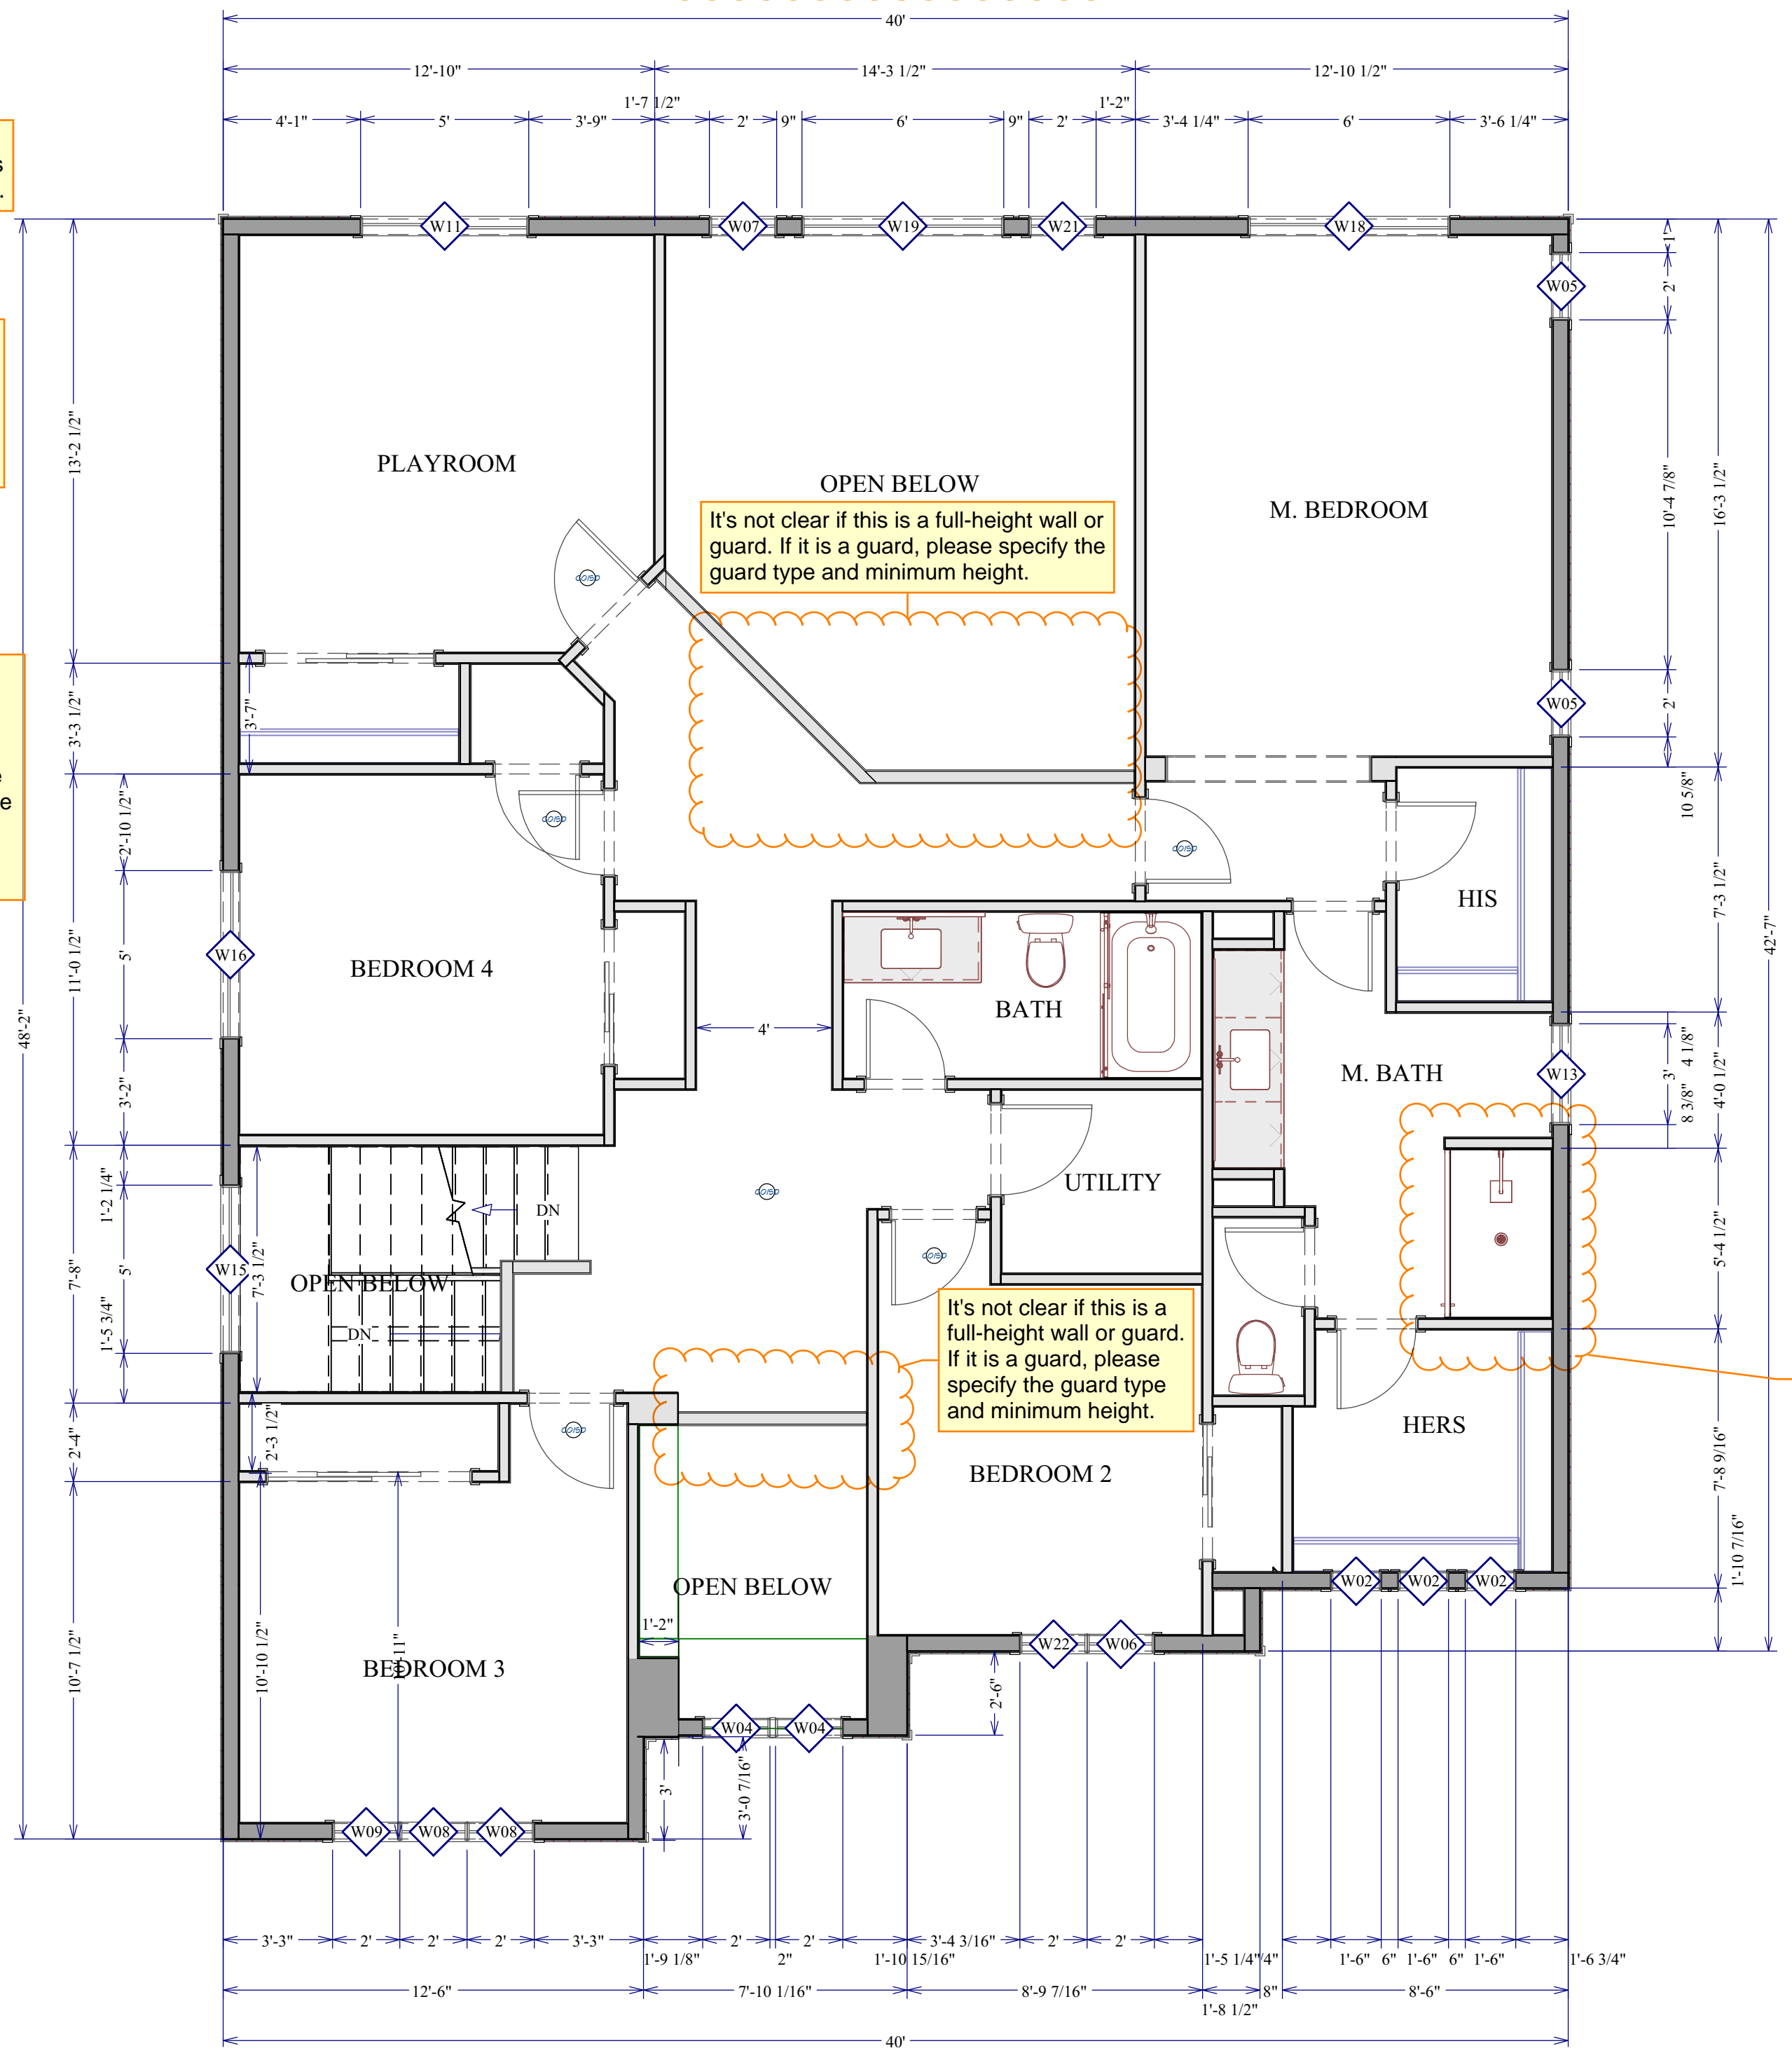 40'
12'-10"
14'-3 1/2"
12'-10 1/2"
1'-7 1/2"
1'-2"
4'-1"
5'
3'-9"
2'
9"
6'
9"
2'
3'-4 1/4"
6'
3'-6 1/4"
s
.
W11
W07
W19
W21
W18
1'-1"
W05
2'
13'-2 1/2"
PLAYROOM
OPEN BELOW
M. BEDROOM
10'-4 7/8"
16'-3 1/2"
It's not clear if this is a full-height wall or
guard. If it is a guard, please specify the
guard type and minimum height.
3'-3 1/2"
3'-7"
W05
2'
e
e
2'-10 1/2"
10 5/8"
HIS
7'-3 1/2"
42'-7"
W16
5'
11'-0 1/2"
48'-2"
BEDROOM 4
4'
BATH
M. BATH
W13
3'
4 1/8"
8 3/8"
4'-0 1/2"
3'-2"
1'-2 1/4"
DN
UTILITY
5'-4 1/2"
W15
5'
7'-8"
7'-3 1/2"
OPEN BELOW
DN
1'-5 3/4"
It's not clear if this is a
full-height wall or guard.
If it is a guard, please
specify the guard type
and minimum height.
2'-4"
2'-3 1/2"
HERS
7'-8 9/16"
BEDROOM 2
1'-10 7/16"
OPEN BELOW
W02
W02
W02
1'-2"
W22
W06
10'-7 1/2"
10'-10 1/2"
10'-11"
BEDROOM 3
2'-6"
W04
W04
3'
3'-0 7/16"
W09
W08
W08
3'-3"
2'
2'
2'
3'-3"
1'-9 1/8"
2'
2"
2'
1'-10 15/16"
3'-4 3/16"
2'
2'
1'-5 1/4"
1'-6"
6"
1'-6"
6"
1'-6"
1'-6 3/4"
12'-6"
7'-10 1/16"
8'-9 7/16"
1'-8 1/2"
8"
8'-6"
40'